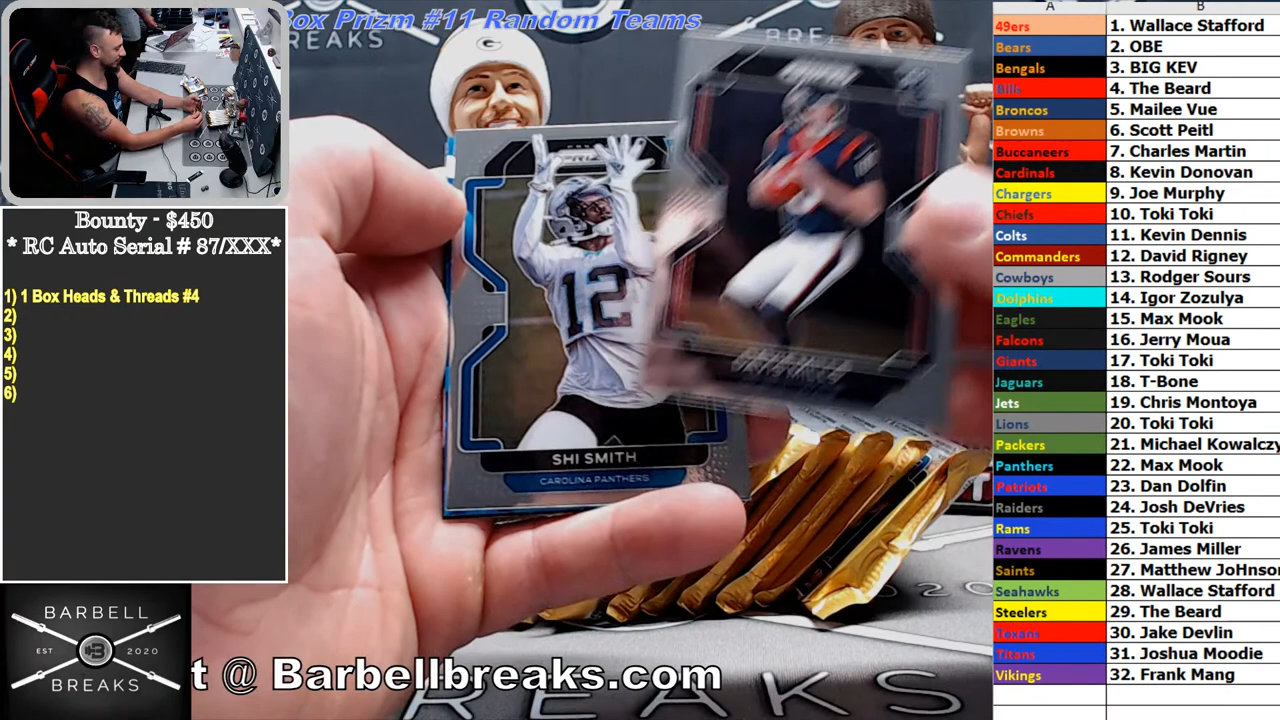 Box Prizm #11 Random Teams
BREAKS
BREA
Bounty - $450
* RC Auto Serial # 87/XXX*
1) 1 Box Heads & Threads #4
2)
3)
4)
5)
6)
PRIZM
12
SHI SMITH
CAROLINA PANTHERS
BARBELL
EST
2020
BREAKS
t @ Barbellbreaks.com
REAKS
2020
A
B
49ers 1. Wallace Stafford
Bears 2. OBE
Bengals 3. BIG KEV
Bills 4. The Beard
Broncos 5. Mailee Vue
Browns 6. Scott Peitl
Buccaneers 7. Charles Martin
Cardinals 8. Kevin Donovan
Chargers 9. Joe Murphy
Chiefs 10. Toki Toki
Colts 11. Kevin Dennis
Commanders 12. David Rigney
Cowboys 13. Rodger Sours
Dolphins 14. Igor Zozulya
Eagles 15. Max Mook
Falcons 16. Jerry Moua
Giants 17. Toki Toki
Jaguars 18. T-Bone
Jets 19. Chris Montoya
Lions 20. Toki Toki
Packers 21. Michael Kowalczy
Panthers 22. Max Mook
Patriots 23. Dan Dolfin
Raiders 24. Josh DeVries
Rams 25. Toki Toki
Ravens 26. James Miller
Saints 27. Matthew JoHnso
Seahawks 28. Wallace Stafford
Steelers 29. The Beard
Texans 30. Jake Devlin
Titans 31. Joshua Moodie
Vikings 32. Frank Mang